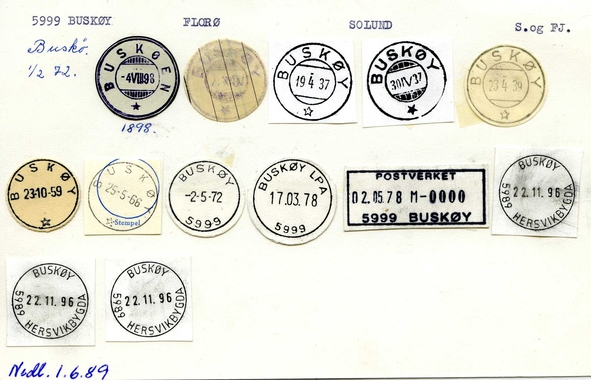 5999 BUSKØY FLORØ SOLUND S.og FJ.
Buskö.
1/2 72.
BUSKØEN
-4VIII98
1898.
BUSKØY
BUSKØY
19 4 37
BUSKØY
30 IV 37
BUSKØY
23 4 39
BUSKØY
23-10-59
BUSKØY
25-5-66
Stempel
BUSKØY
-2-5-72
5999
BUSKØY LPA
17.03.78
5999
POSTVERKET
02.05.78 M-0000
5999 BUSKØY
BUSKØY
22.11.96
5989 HERSVIKBYGDA
BUSKØY
22.11.96
5989 HERSVIKBYGDA
BUSKØY
22.11.96
5989 HERSVIKBYGDA
Nedl. 1.6.89